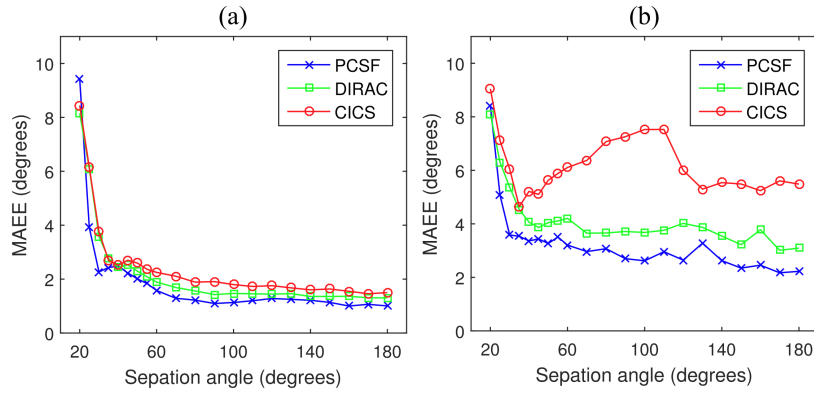 (a)
PCSF
DIRAC
CICS
MAEE (degrees)
10
8
6
4
2
0
20
60
100
140
180
Sepation angle (degrees)
(b)
PCSF
DIRAC
CICS
MAEE (degrees)
10
8
6
4
2
0
20
60
100
140
180
Sepation angle (degrees)